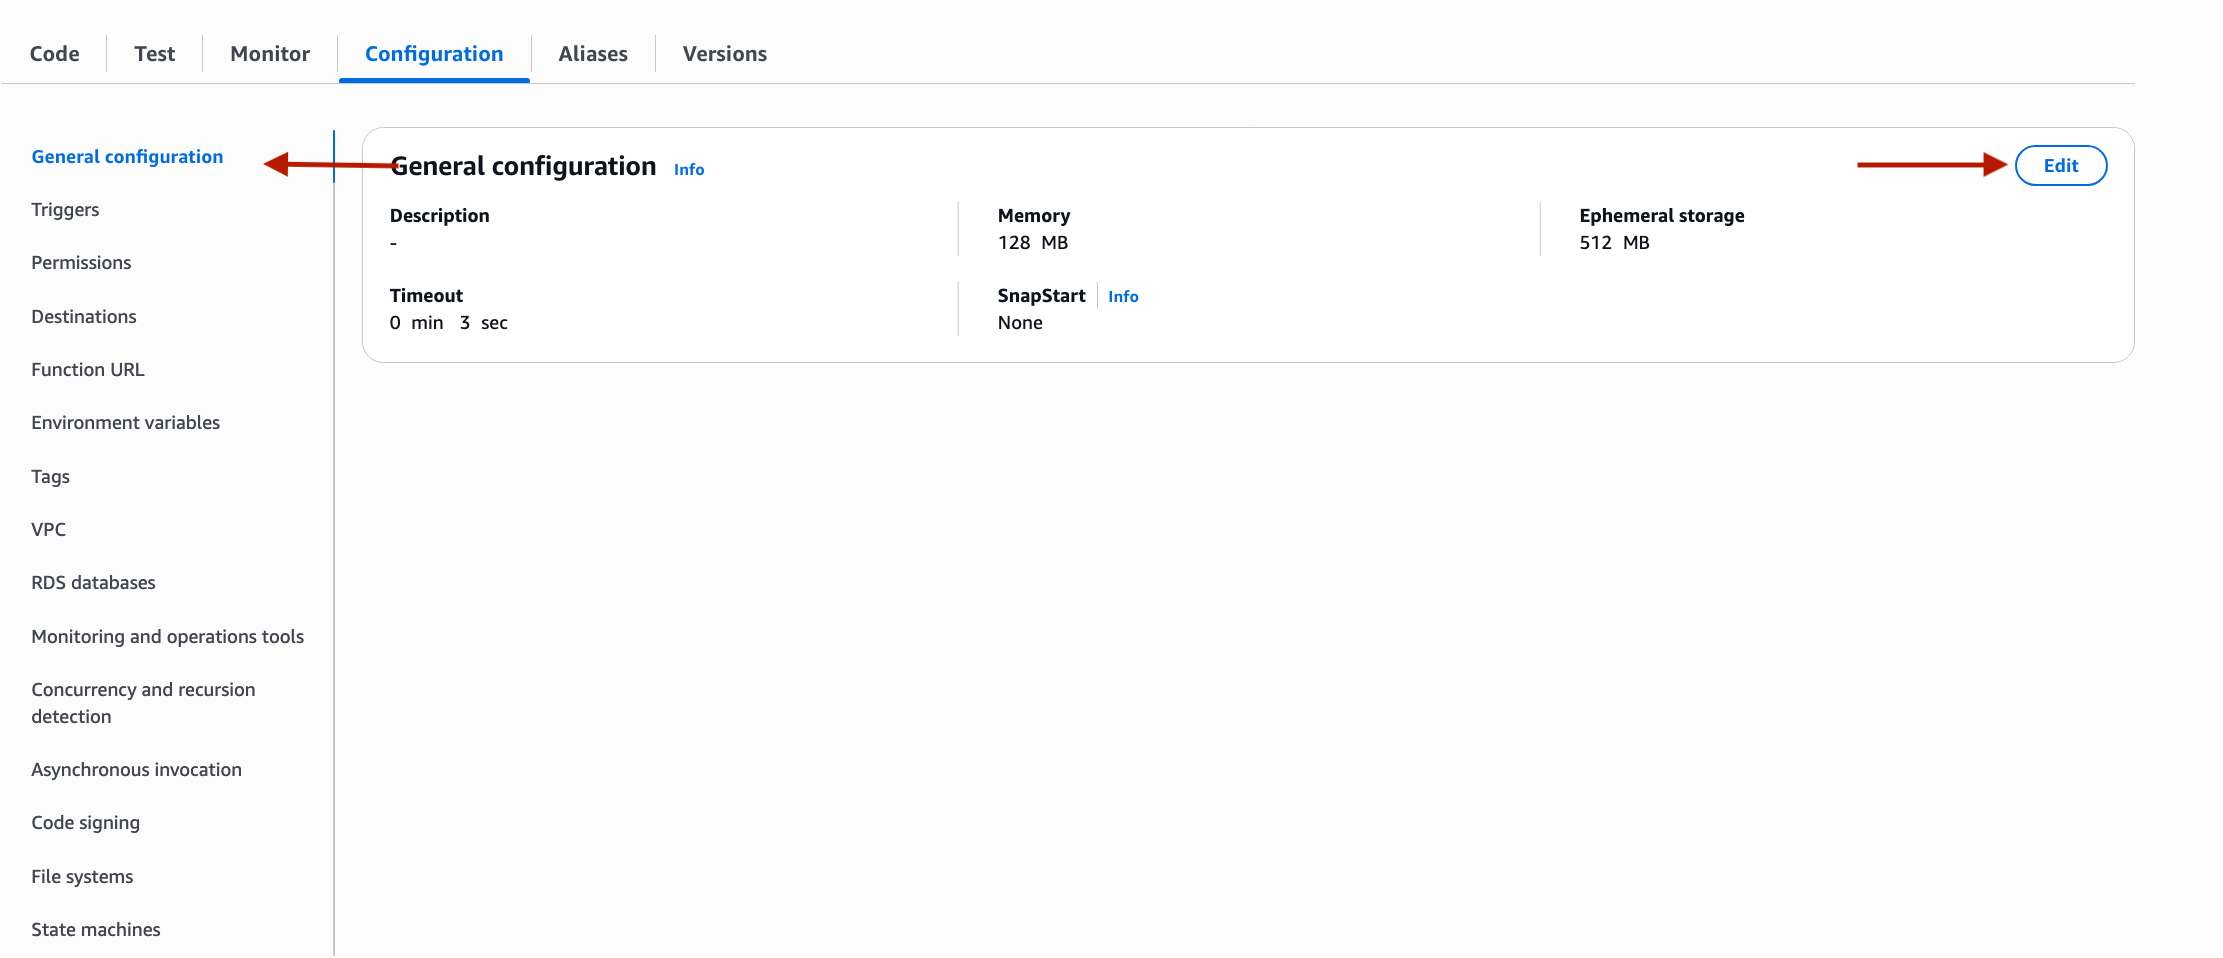 Code
Test
Monitor
Configuration
Aliases
Versions
General configuration
Triggers
Permissions
Destinations
Function URL
Environment variables
Tags
VPC
RDS databases
Monitoring and operations tools
Concurrency and recursion
detection
Asynchronous invocation
Code signing
File systems
State machines
General configuration Info
Edit
Description
-
Memory
128 MB
Ephemeral storage
512 MB
Timeout
0 min 3 sec
SnapStart Info
None